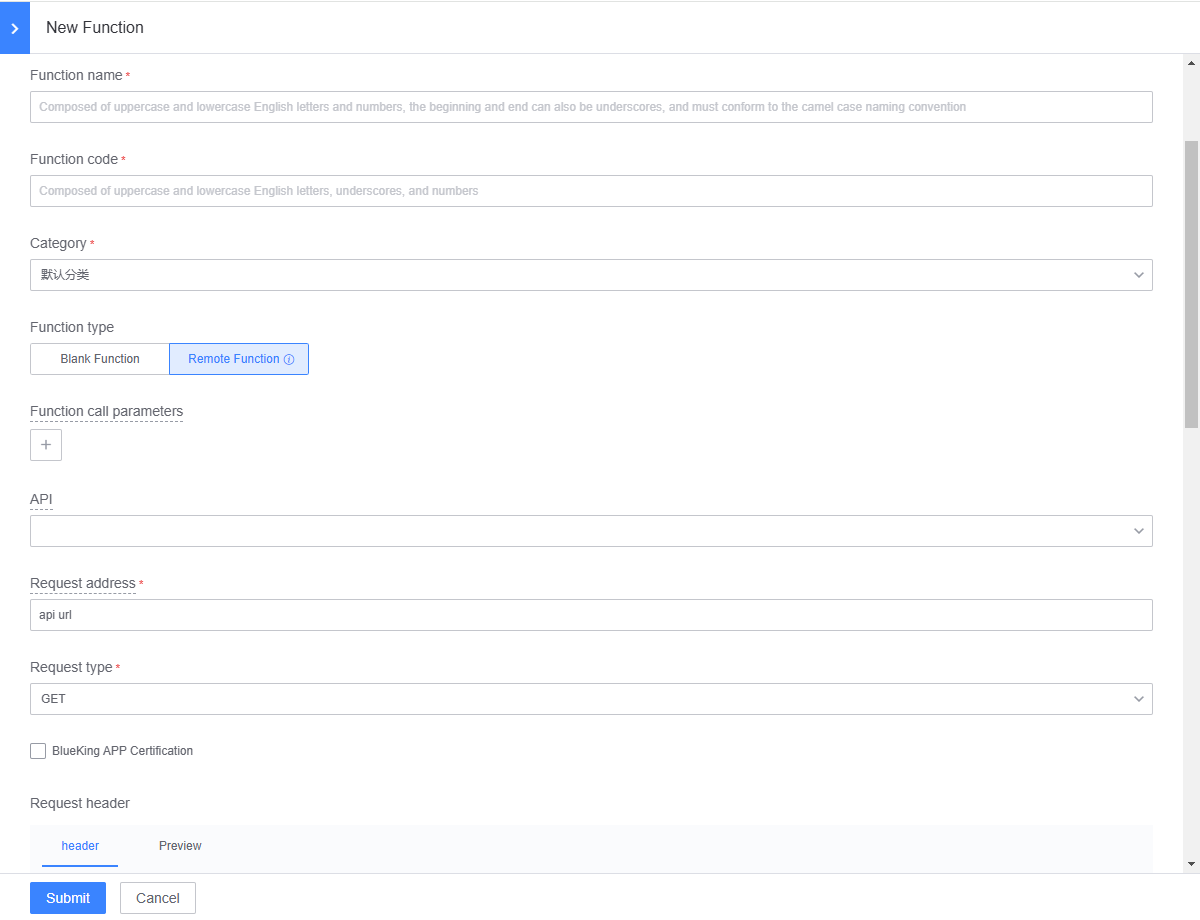 New Function
Function name *
Composed of uppercase and lowercase English letters and numbers, the beginning and end can also be underscores, and must conform to the camel case naming convention
Function code *
Composed of uppercase and lowercase English letters, underscores, and numbers
Category *
默认分类
Function type
Blank Function
Remote Function
Function call parameters
API
Request address *
api url
Request type *
GET
BlueKing APP Certification
Request header
header
Preview
Submit
Cancel